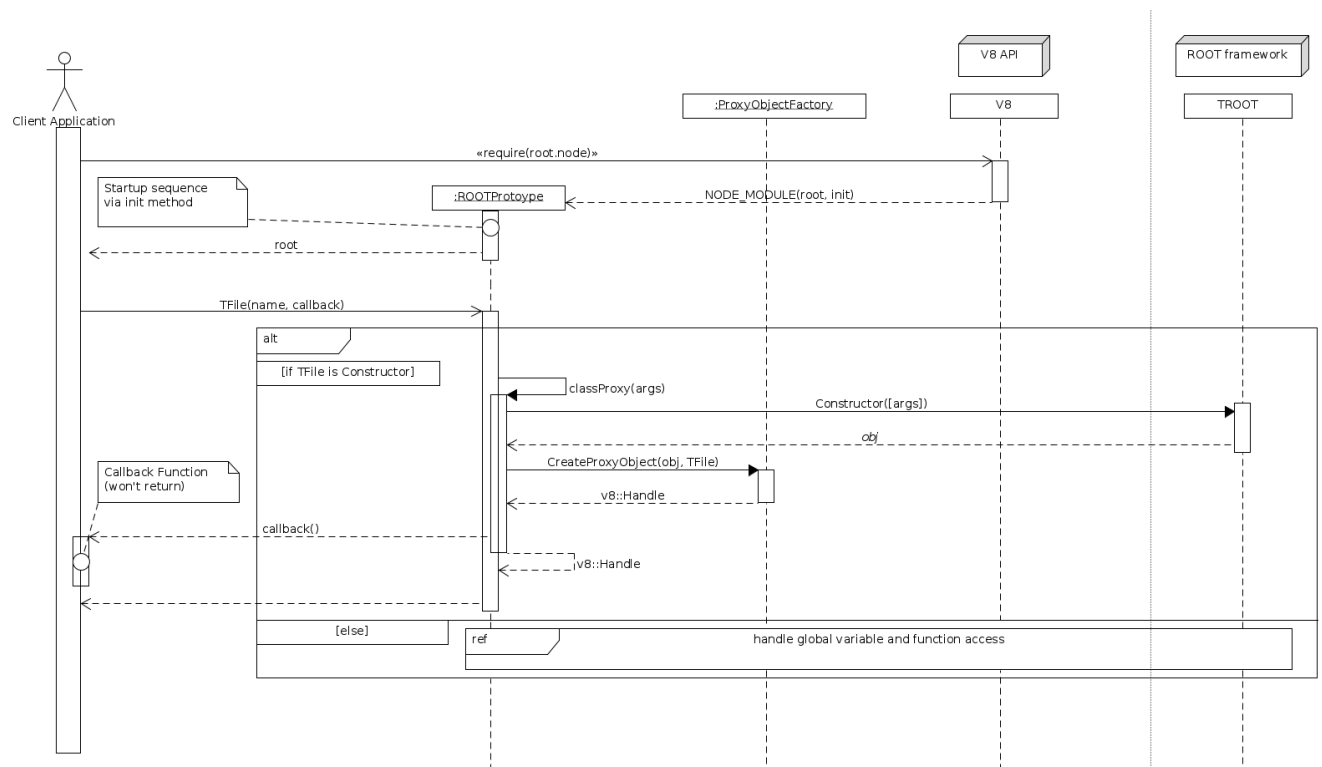 V8 API
ROOT framework
:ProxyObjectFactory
V8
TROOT
Client Application
«require(root.node)»
Startup sequence
via init method
:ROOTProtoype
NODE_MODULE(root, init)
root
TFile(name, callback)
alt
[if TFile is Constructor]
classProxy(args)
Constructor([args])
obj
CreateProxyObject(obj, TFile)
Callback Function
(won't return)
v8::Handle
callback()
v8::Handle
[else]
ref
handle global variable and function access